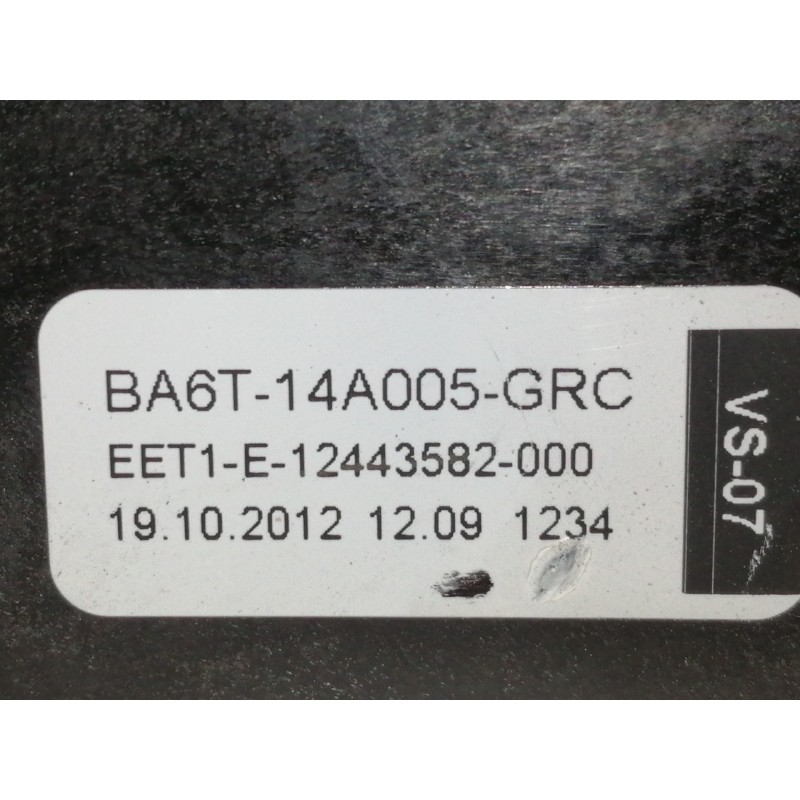 BA6T-14A005-GRC
EET1-E-12443582-000
19.10.2012 12.09 1234
VS-07